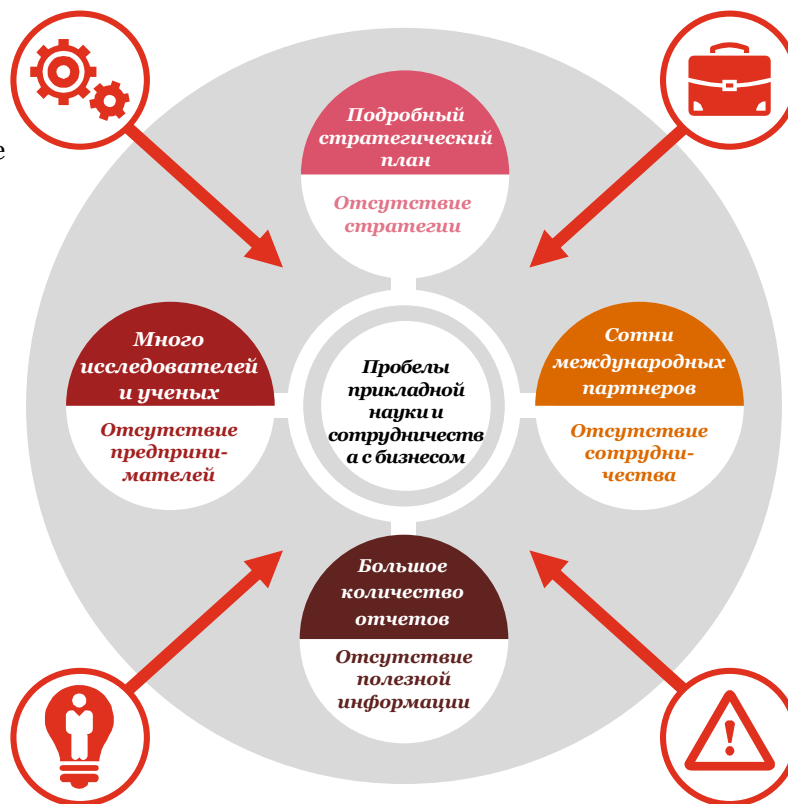 е
Подробный
стратегический
план
Отсутствие
стратегии
Много
исследователей
и ученых
Отсутствие
предприни-
мателей
Пробелы
прикладной
науки и
сотрудничеств
а с бизнесом
Сотни
международных
партнеров
Отсутствие
сотрудни-
чества
Большое
количество
отчетов
Отсутствие
полезной
информации